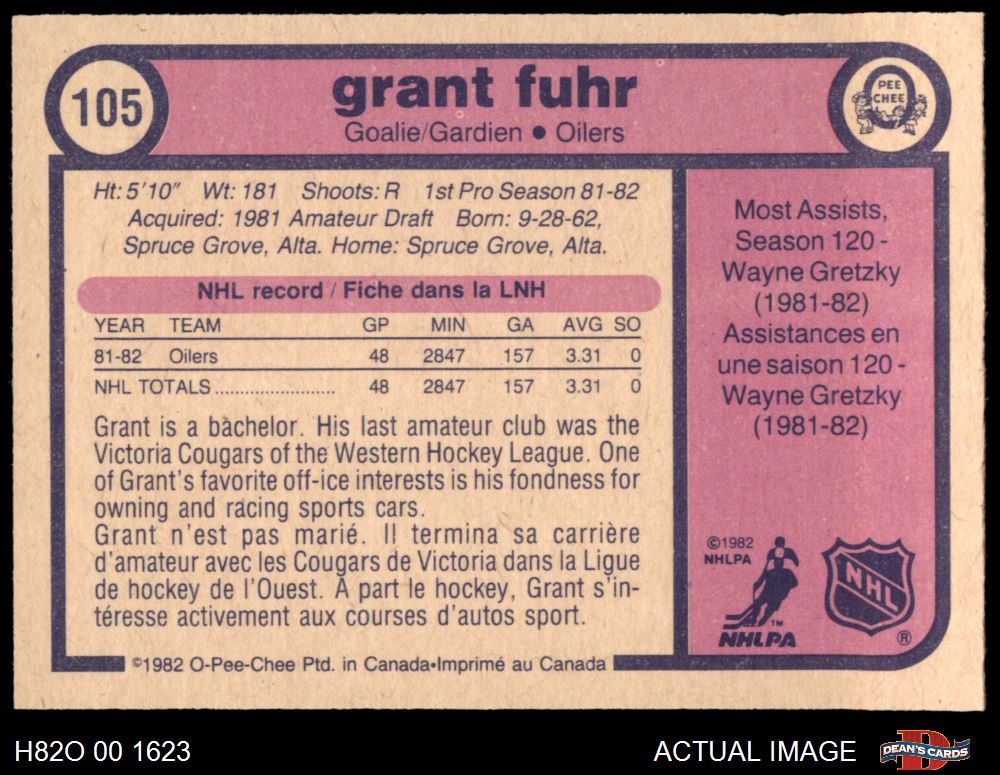 105
grant fuhr
Goalie/Gardien • Oilers
PEE
CHEE
Ht: 5'10" Wt: 181 Shoots: R 1st Pro Season 81-82
Acquired: 1981 Amateur Draft Born: 9-28-62,
Spruce Grove, Alta. Home: Spruce Grove, Alta.
NHL record / Fiche dans la LNH
YEAR TEAM GP MIN GA AVG SO
81-82 Oilers 48 2847 157 3.31 0
NHL TOTALS .................... 48 2847 157 3.31 0
Grant is a bachelor. His last amateur club was the
Victoria Cougars of the Western Hockey League. One
of Grant's favorite off-ice interests is his fondness for
owning and racing sports cars.
Grant n'est pas marié. Il termina sa carrière
d'amateur avec les Cougars de Victoria dans la Ligue
de hockey de l'Ouest. À part le hockey, Grant s'in-
téresse activement aux courses d'autos sport.
Most Assists,
Season 120 -
Wayne Gretzky
(1981-82)
Assistances en
une saison 120 -
Wayne Gretzky
(1981-82)
©1982
NHLPA
TM
NHLPA
NHL
®
©1982 O-Pee-Chee Ptd. in Canada•Imprimé au Canada
H82O 00 1623
ACTUAL IMAGE
D
DEAN'S CARDS